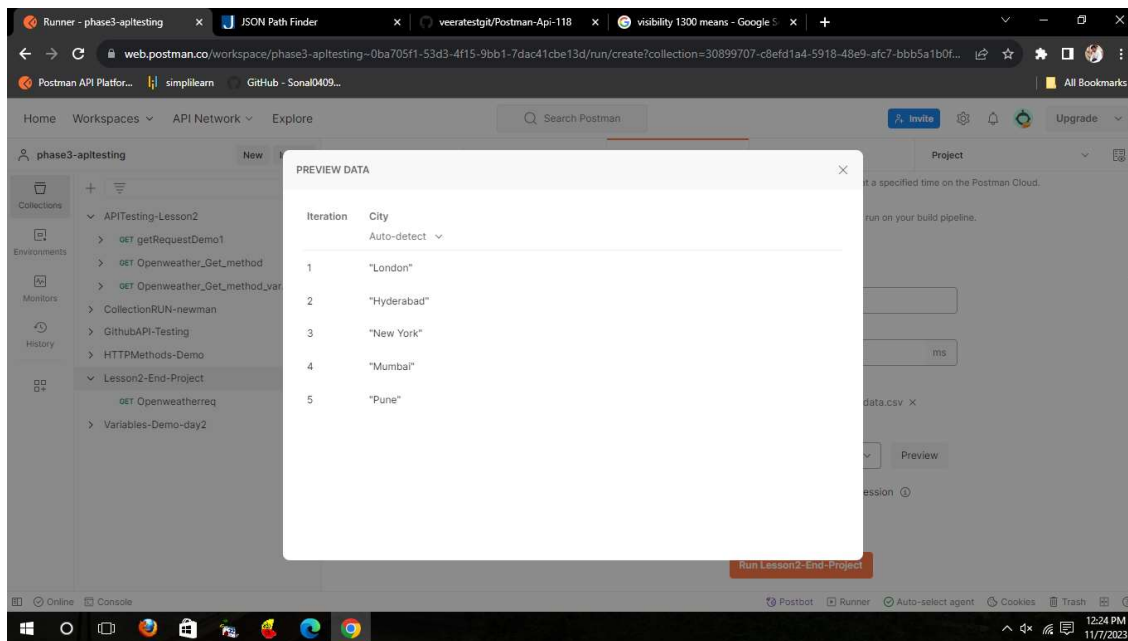 Runner - phase3-apitesting
JSON Path Finder
veeratestgit/Postman-Api-118
visibility 1300 means - Google S
web.postman.co/workspace/phase3-apitesting~0ba705f1-53d3-4f15-9bb1-7dac41cbe13d/run/create?collection=30899707-c8efd1a4-5918-48e9-afc7-bbb5a1b0f...
Postman API Platfor...
simplilearn
GitHub - Sonal0409...
All Bookmarks
Home Workspaces API Network Explore
Search Postman
Invite
Upgrade
phase3-apitesting
New
Project
PREVIEW DATA
at a specified time on the Postman Cloud.
Collections
Iteration City
Auto-detect
APITesting-Lesson2
run on your build pipeline.
GET getRequestDemo1
Environments
GET Openweather_Get_method
1 "London"
GET Openweather_Get_method_var
Monitors
2 "Hyderabad"
CollectionRUN-newman
GithubAPI-Testing
History
3 "New York"
HTTPMethods-Demo
ms
4 "Mumbai"
Lesson2-End-Project
GET Openweatherreq
5 "Pune"
data.csv
Variables-Demo-day2
Preview
ession
Run Lesson2-End-Project
Online Console
Postbot Runner Auto-select agent Cookies Trash
12:24 PM
11/7/2023